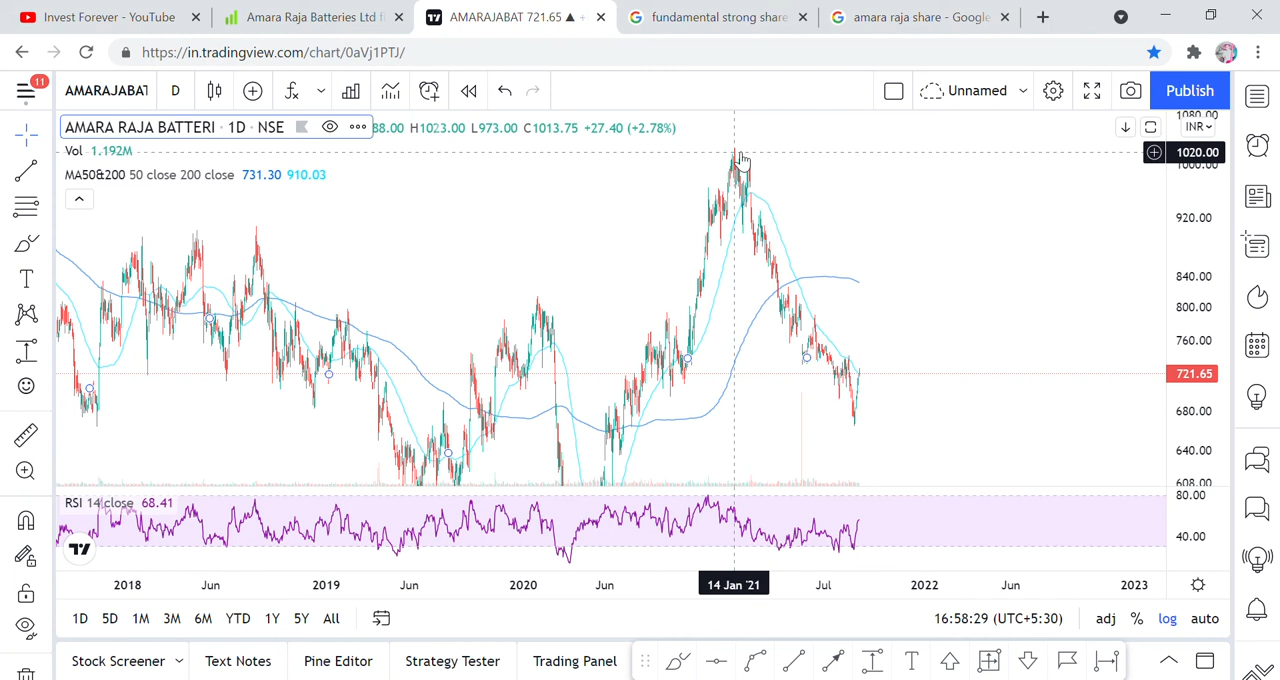 Invest Forever - YouTube
Amara Raja Batteries Ltd fi
AMARAJABAT 721.65 ▲ +
fundamental strong share
amara raja share - Google
https://in.tradingview.com/chart/0aVj1PTJ/
11
AMARAJABAT
D
Unnamed
Publish
AMARA RAJA BATTERI · 1D · NSE
88.00 H1023.00 L973.00 C1013.75 +27.40 (+2.78%)
Vol 1.192M
MA50&200 50 close 200 close 731.30 910.03
1080.00
INR
1020.00
1000.00
920.00
840.00
800.00
760.00
721.65
680.00
640.00
608.00
RSI 14 close 68.41
80.00
40.00
2018 Jun 2019 Jun 2020 Jun 14 Jan '21 Jul 2022 Jun 2023
1D 5D 1M 3M 6M YTD 1Y 5Y All
16:58:29 (UTC+5:30) adj % log auto
Stock Screener Text Notes Pine Editor Strategy Tester Trading Panel